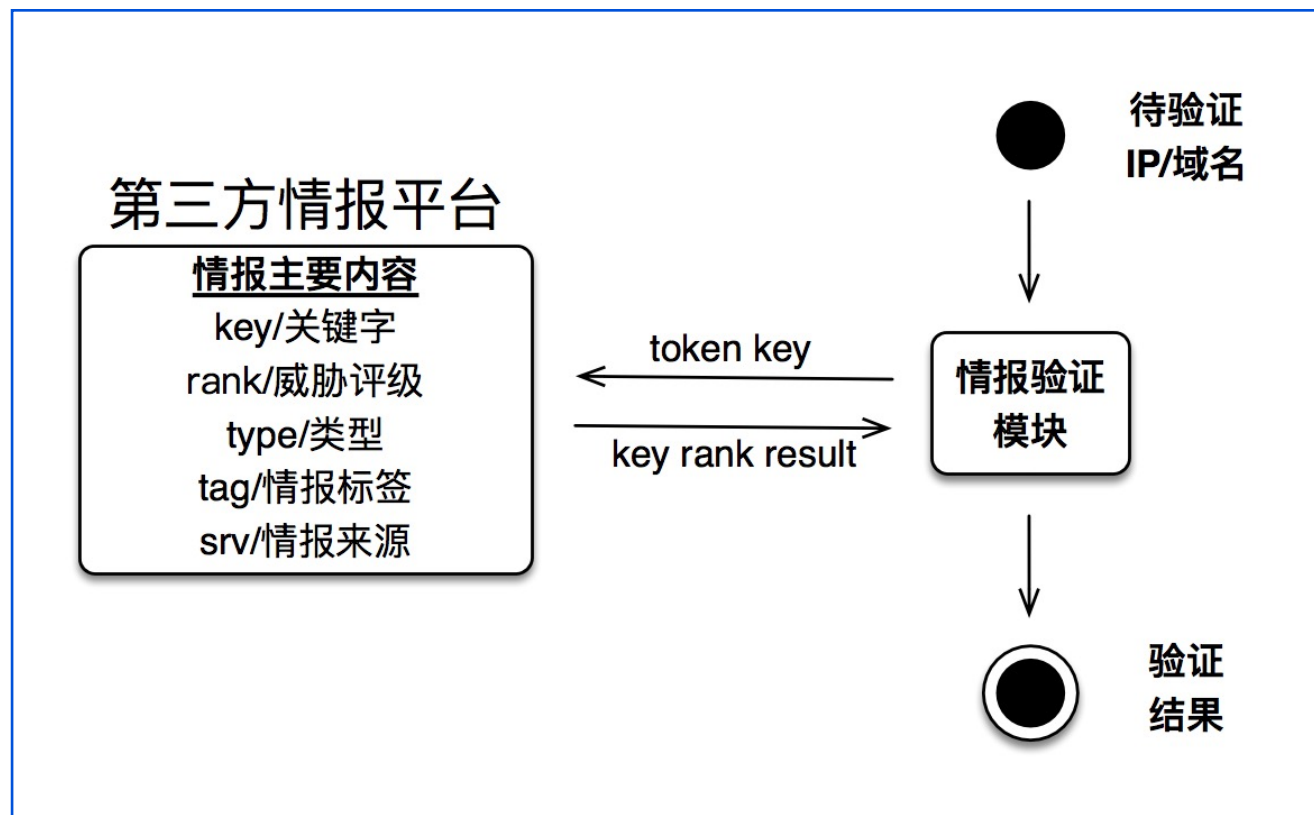 第三方情报平台
情报主要内容
key/关键字
rank/威胁评级
type/类型
tag/情报标签
srv/情报来源
token key
key rank result
待验证
IP/域名
情报验证
模块
验证
结果